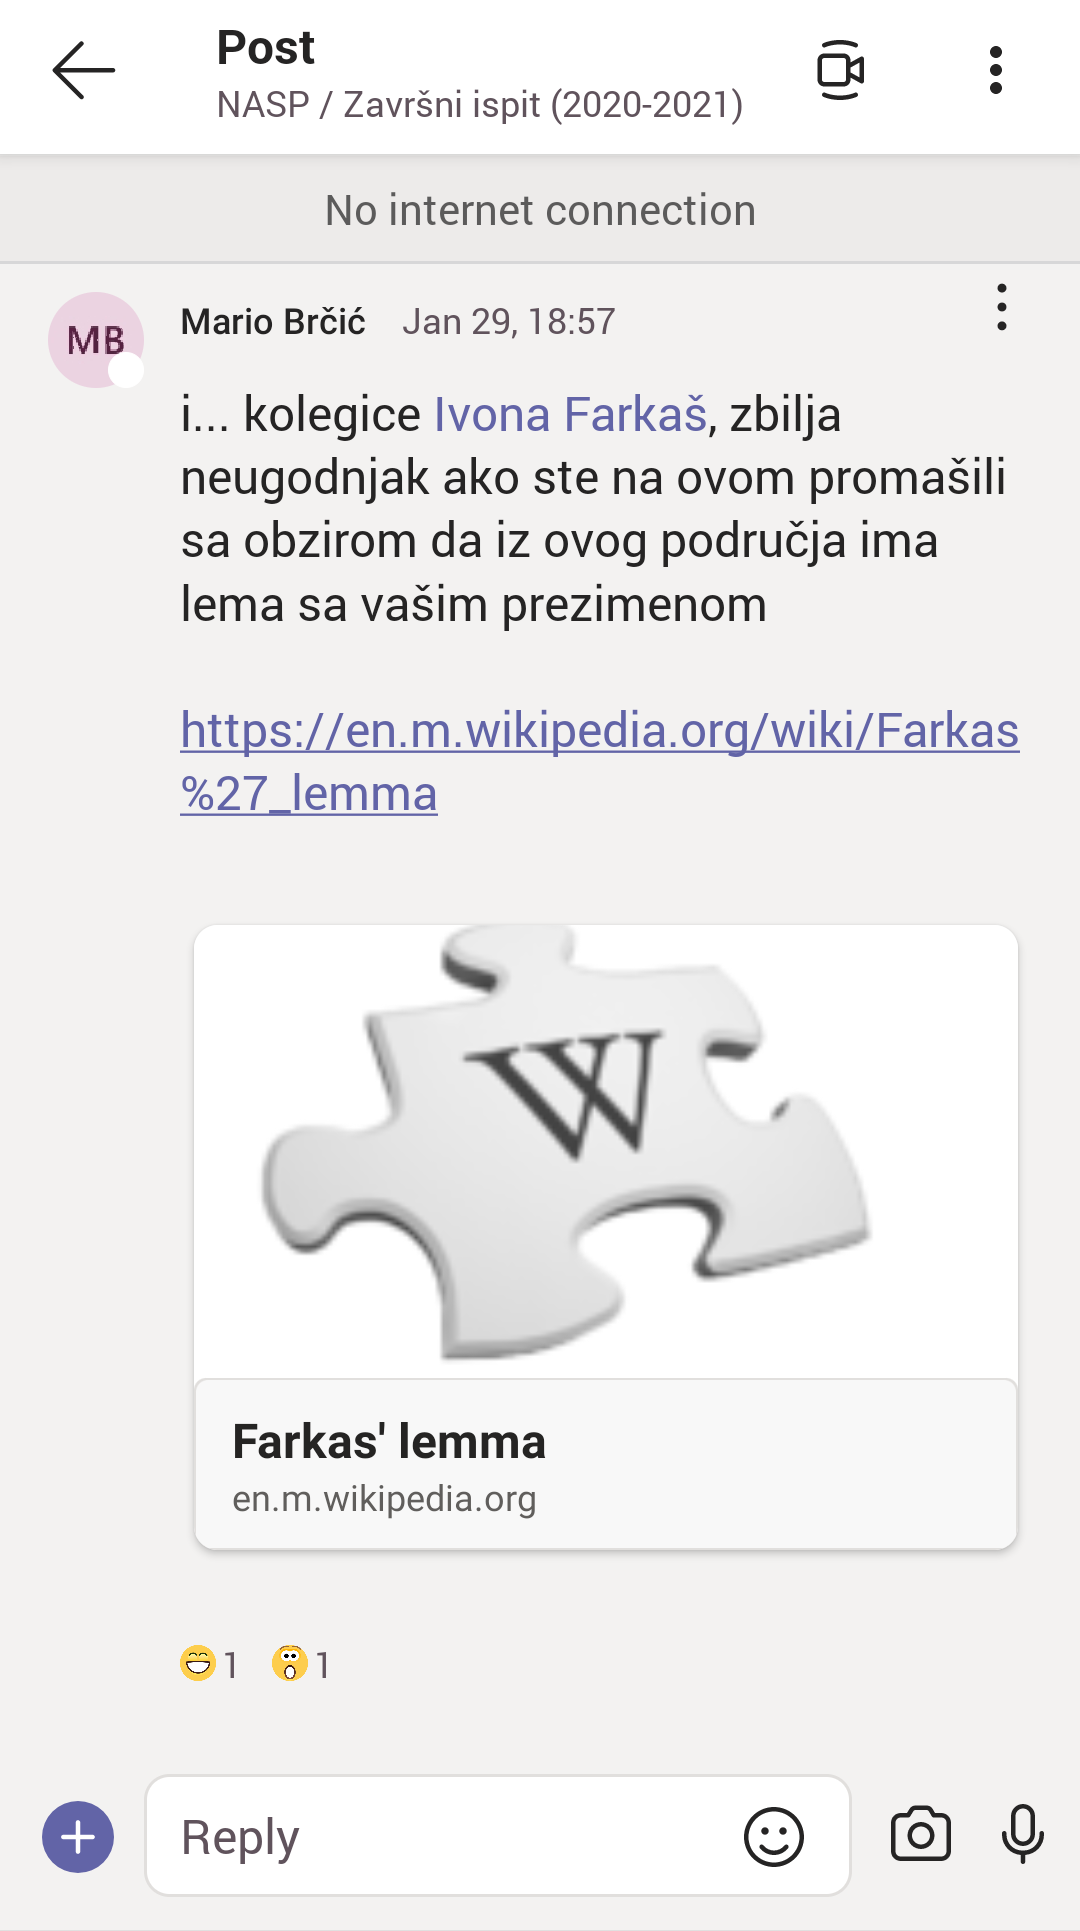 Post
NASP / Završni ispit (2020-2021)
No internet connection
MB
Mario Brčić Jan 29, 18:57
i... kolegice Ivona Farkaš, zbilja
neugodnjak ako ste na ovom promašili
sa obzirom da iz ovog područja ima
lema sa vašim prezimenom
https://en.m.wikipedia.org/wiki/Farkas
%27_lemma
W
Farkas' lemma
en.m.wikipedia.org
1 1
Reply